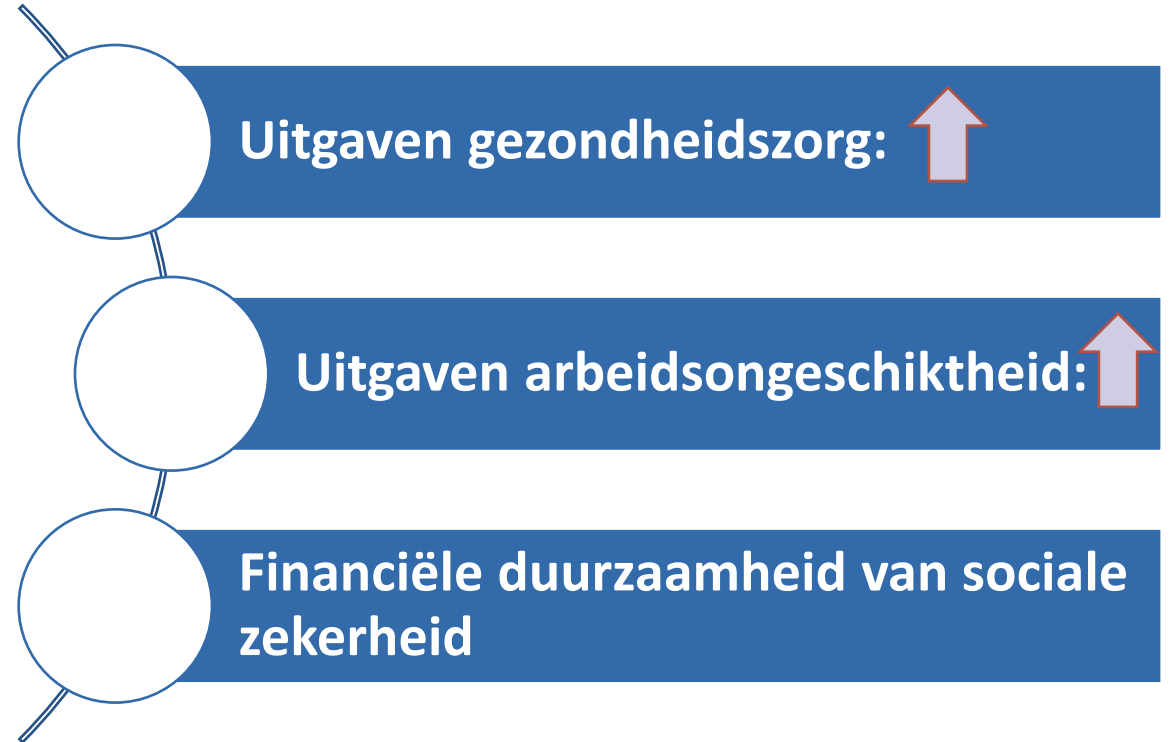 Uitgaven gezondheidszorg:
Uitgaven arbeidsongeschiktheid:
Financiële duurzaamheid van sociale
zekerheid